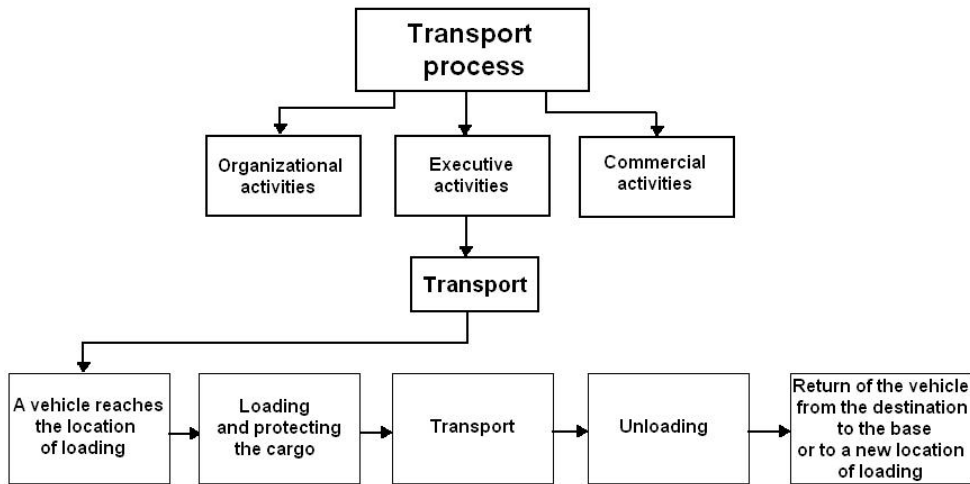 Transport
process
Organizational
activities
Executive
activities
Commercial
activities
Transport
A vehicle reaches
the location
of loading
Loading
and protecting
the cargo
Transport
Unloading
Return of the vehicle
from the destination
to the base
or to a new location
of loading